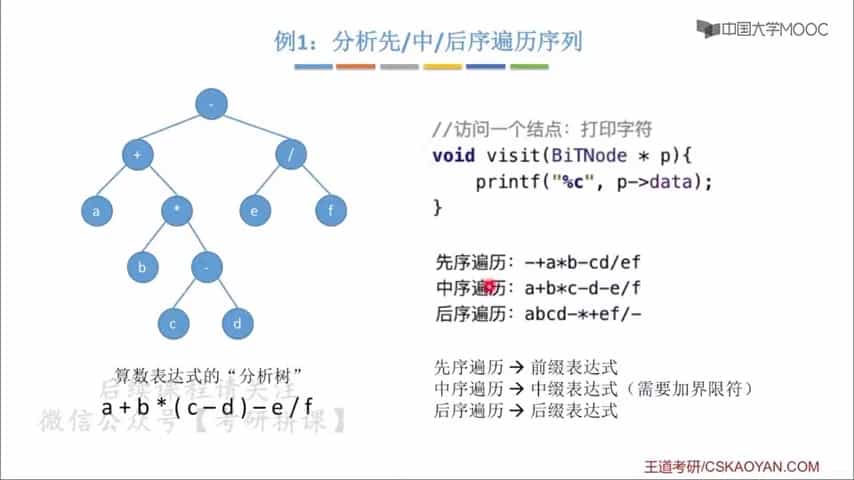 例1：分析先/中/后序遍历序列
中国大学MOOC
-
+
/
a
*
e
f
b
-
c
d
//访问一个结点：打印字符
void visit(BiTNode * p){
printf("%c", p->data);
}
先序遍历：-+a*b-cd/ef
中序遍历：a+b*c-d-e/f
后序遍历：abcd-*+ef/-
算数表达式的“分析树”
后续课程请关注
a + b * ( c – d ) – e / f
微信公众号【考研拼课】
先序遍历 → 前缀表达式
中序遍历 → 中缀表达式（需要加界限符）
后序遍历 → 后缀表达式
王道考研/CSKAOYAN.COM